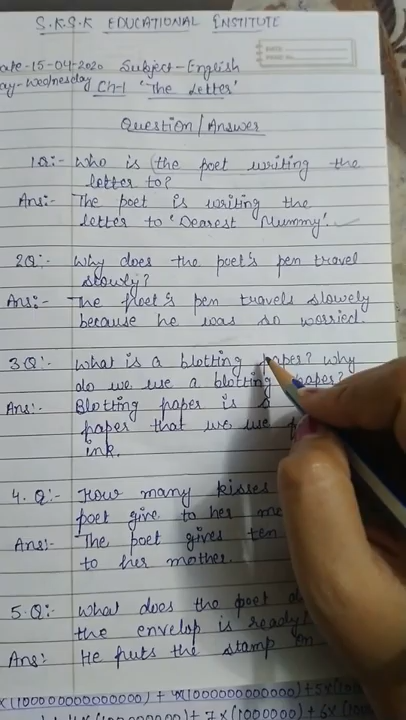 S.K.S.K EDUCATIONAL INSTITUTE
ate-15-04-2020 Subject-English
ay-Wednesday Ch-1 'The Letter'
Question/Answer
1Q:- Who is the poet writing the
letter to?
Ans:- The poet is writing the
letter to 'Dearest Mummy'.
2Q:- Why does the poet's pen travel
slowly?
Ans:- The poet's pen travels slowely
because he was so worried.
3Q:- What is a blotting paper? Why
do we use a blotting paper?
Ans:- Blotting paper is a
paper that we use
ink.
4.Q:- How many kisses
poet give to her
Ans:- The poet gives ten
to her mother.
5.Q:- What does the poet
the envelop is ready?
Ans:- He puts the stamp on